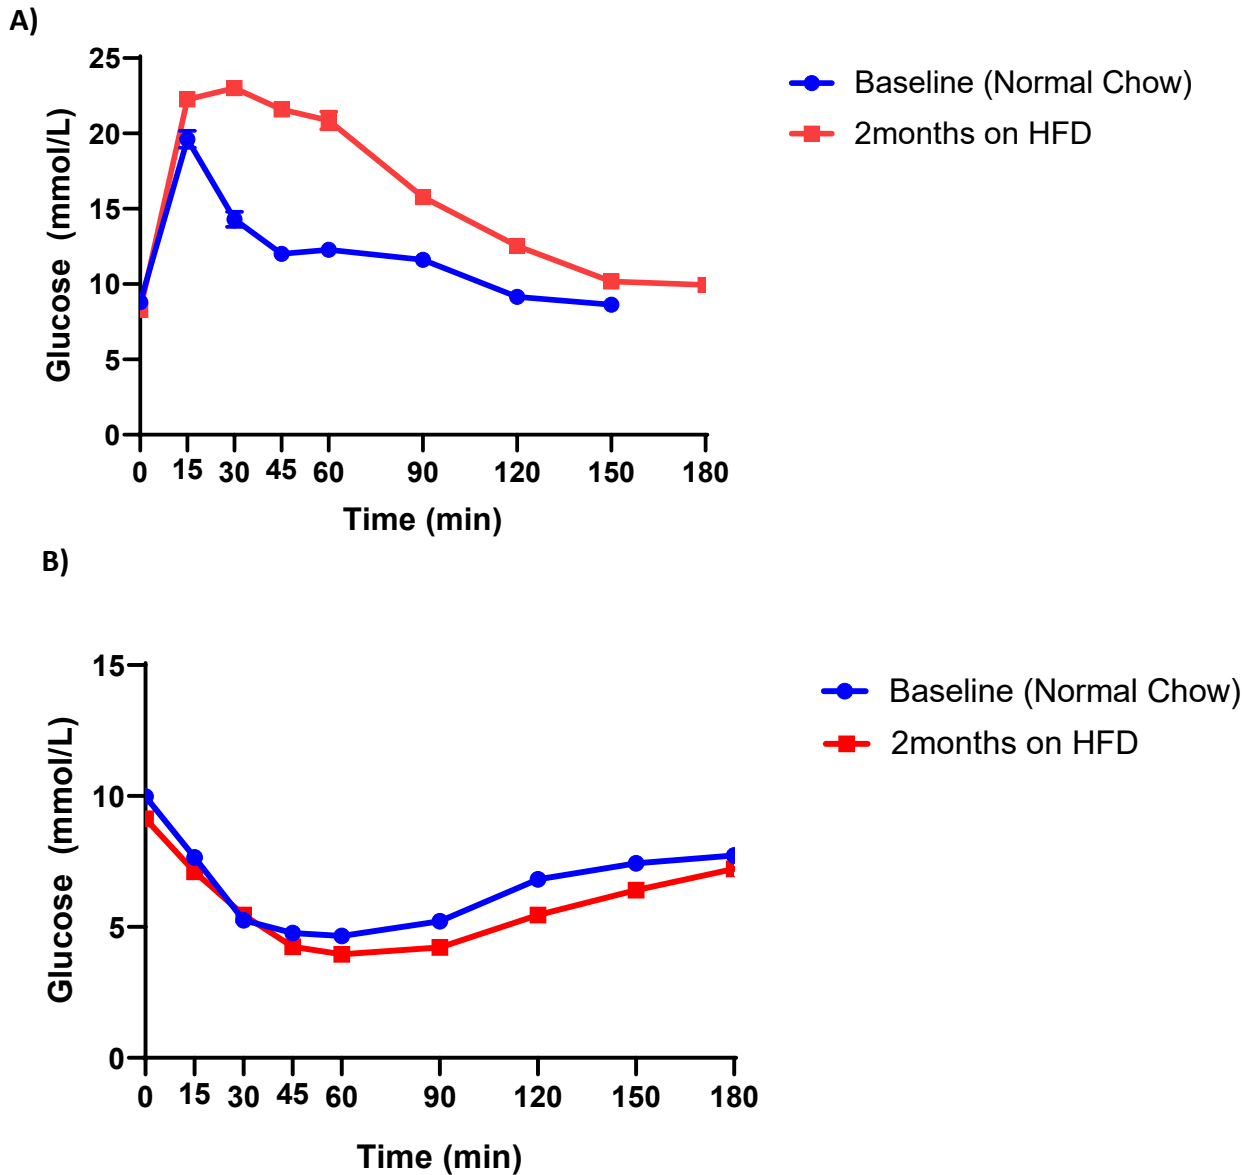 A)
25
20
15
10
5
0
Glucose (mmol/L)
0 15 30 45 60 90 120 150 180
Time (min)
Baseline (Normal Chow)
2months on HFD
B)
15
10
5
0
Glucose (mmol/L)
0 15 30 45 60 90 120 150 180
Time (min)
Baseline (Normal Chow)
2months on HFD